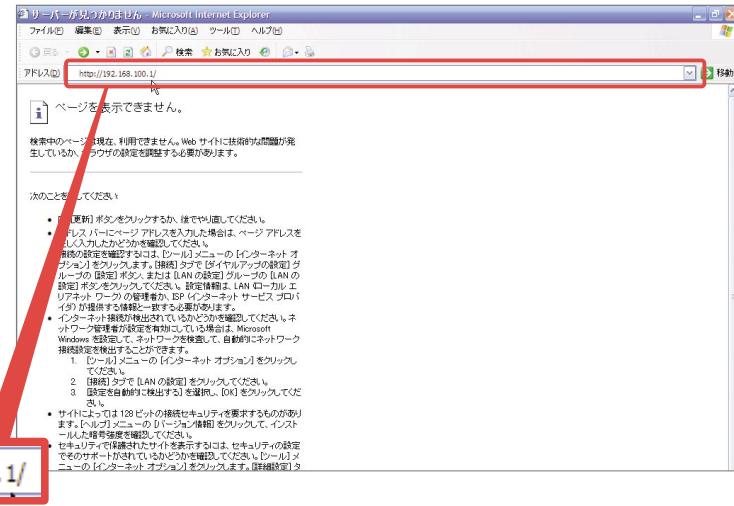 サーバーが見つかりません - Microsoft Internet Explorer
ファイル(F) 編集(E) 表示(V) お気に入り(A) ツール(T) ヘルプ(H)
戻る 検索 お気に入り
アドレス(D) http://192.168.100.1/ 移動
ページを表示できません。
検索中のページは現在、利用できません。Web サイトに技術的な問題が発
生しているか、ブラウザの設定を調整する必要があります。
次のことを
してください:
[更新] ボタンをクリックするか、後でやり直してください。
ドレス バーにページ アドレスを入力した場合は、ページ アドレスを
しく入力したかどうかを確認してください。
接続の設定を確認するには、[ツール] メニューの [インターネット オ
プション] をクリックします。[接続] タブで [ダイヤルアップの設定] グ
ループの [設定] ボタン、または [LAN の設定] グループの [LAN の
設定] ボタンをクリックしてください。設定情報は、LAN (ローカル エ
リアネット ワーク) の管理者か、ISP (インターネット サービス プロバ
イダ) が提供する情報と一致する必要があります。
インターネット接続が検出されているかどうかを確認してください。ネ
ットワーク管理者が設定を有効にしている場合は、Microsoft
Windows を設定して、ネットワークを検査して、自動的にネットワーク
接続設定を検出することができます。
1. [ツール] メニューの [インターネット オプション] をクリックし
てください。
2. [接続] タブで [LAN の設定] をクリックしてください。
3. [設定を自動的に検出する] を選択し、[OK] をクリックしてくだ
さい。
サイトによっては 128 ビットの接続セキュリティを要求するものがあり
ます。[ヘルプ] メニューの [バージョン情報] をクリックして、インスト
ールした暗号強度を確認してください。
セキュリティで保護されたサイトを表示するには、セキュリティの設定
でそのサポートがされているかどうかを確認してください。[ツール] メ
ニューの [インターネット オプション] をクリックします。[詳細設定] タ
.1/